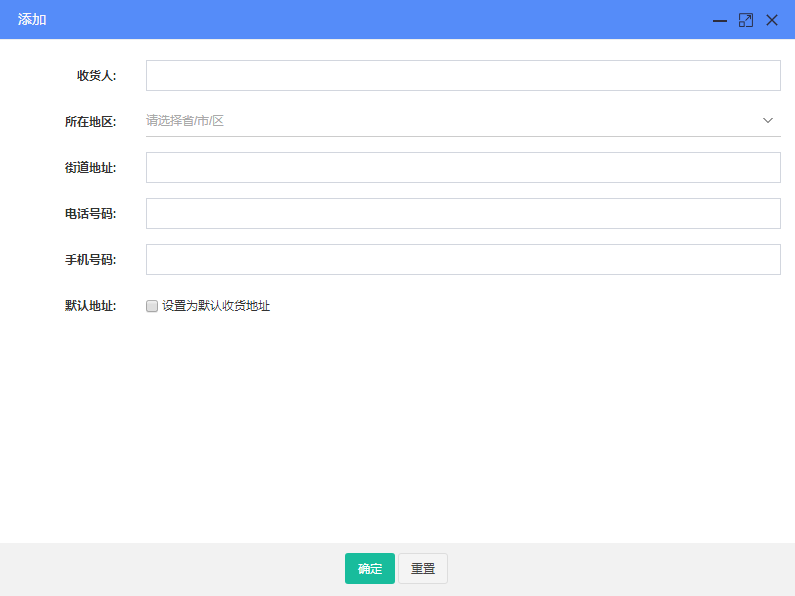 添加
收货人:
所在地区: 请选择省/市/区
街道地址:
电话号码:
手机号码:
默认地址: 设置为默认收货地址
确定 重置